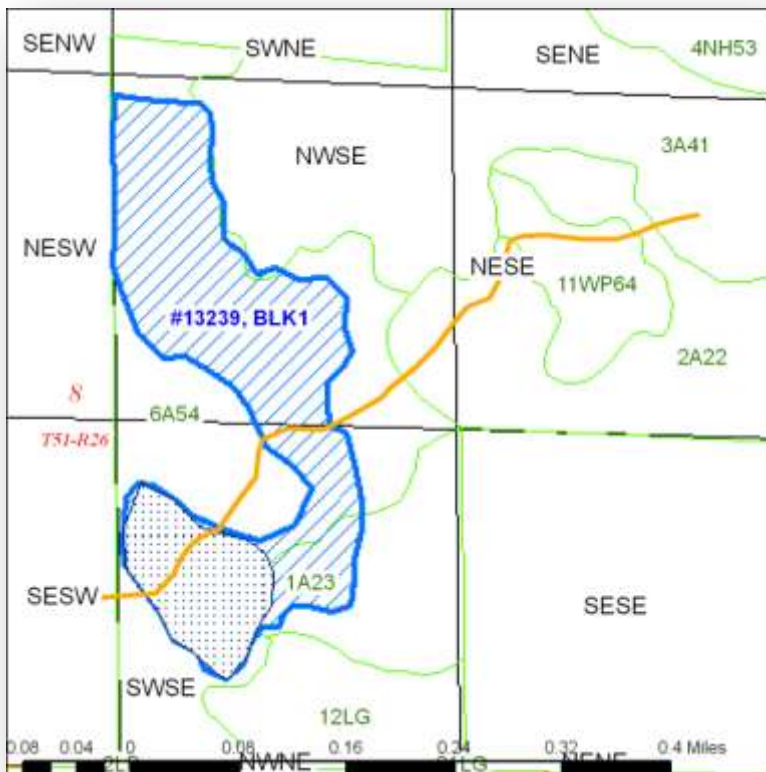 SENW
SWNE
SENE
4NH53
3A41
NWSE
NESW
NESE
11WP64
#13239, BLK1
2A22
8
6A54
T51-R26
1A23
SESW
SESE
SWSE
12LG
0.08 0.04 0 0.08 0.16 0.24 0.32 0.4 Miles
NWNE